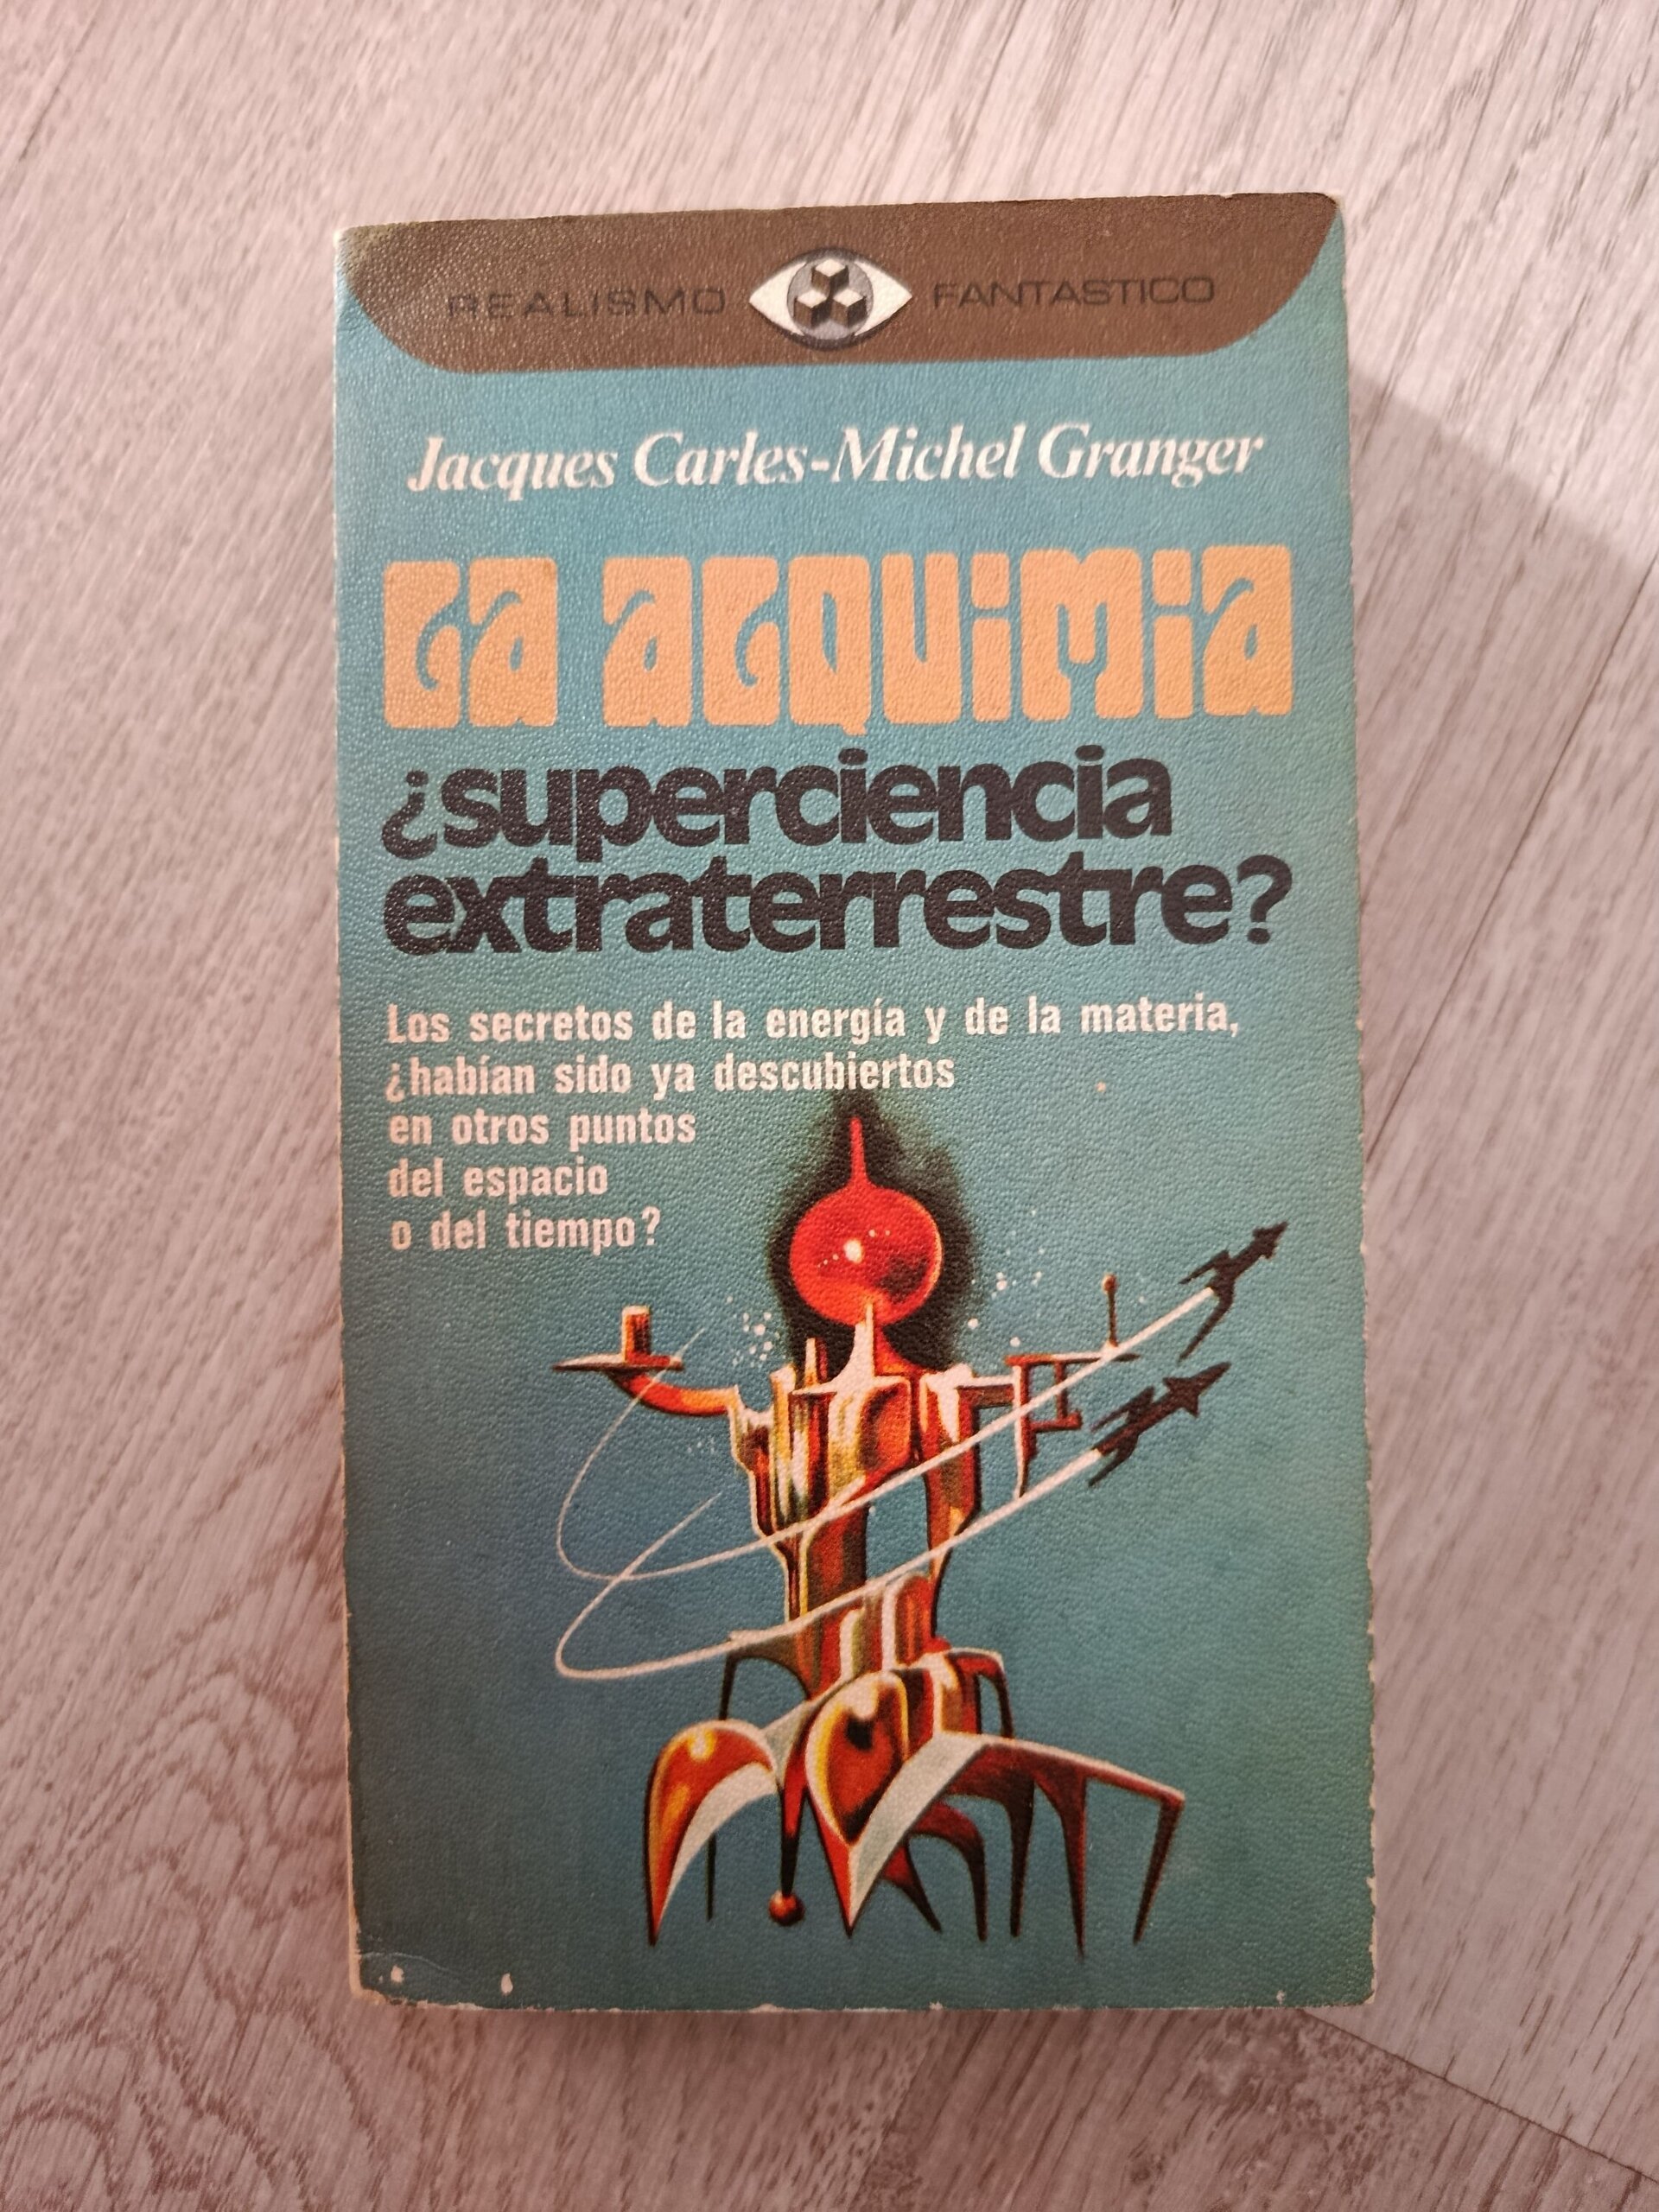 REALISMO FANTASTICO
Jacques Carles-Michel Granger
La alquimia
¿superciencia
extraterrestre?
Los secretos de la energía y de la materia,
¿habían sido ya descubiertos
en otros puntos
del espacio
o del tiempo?